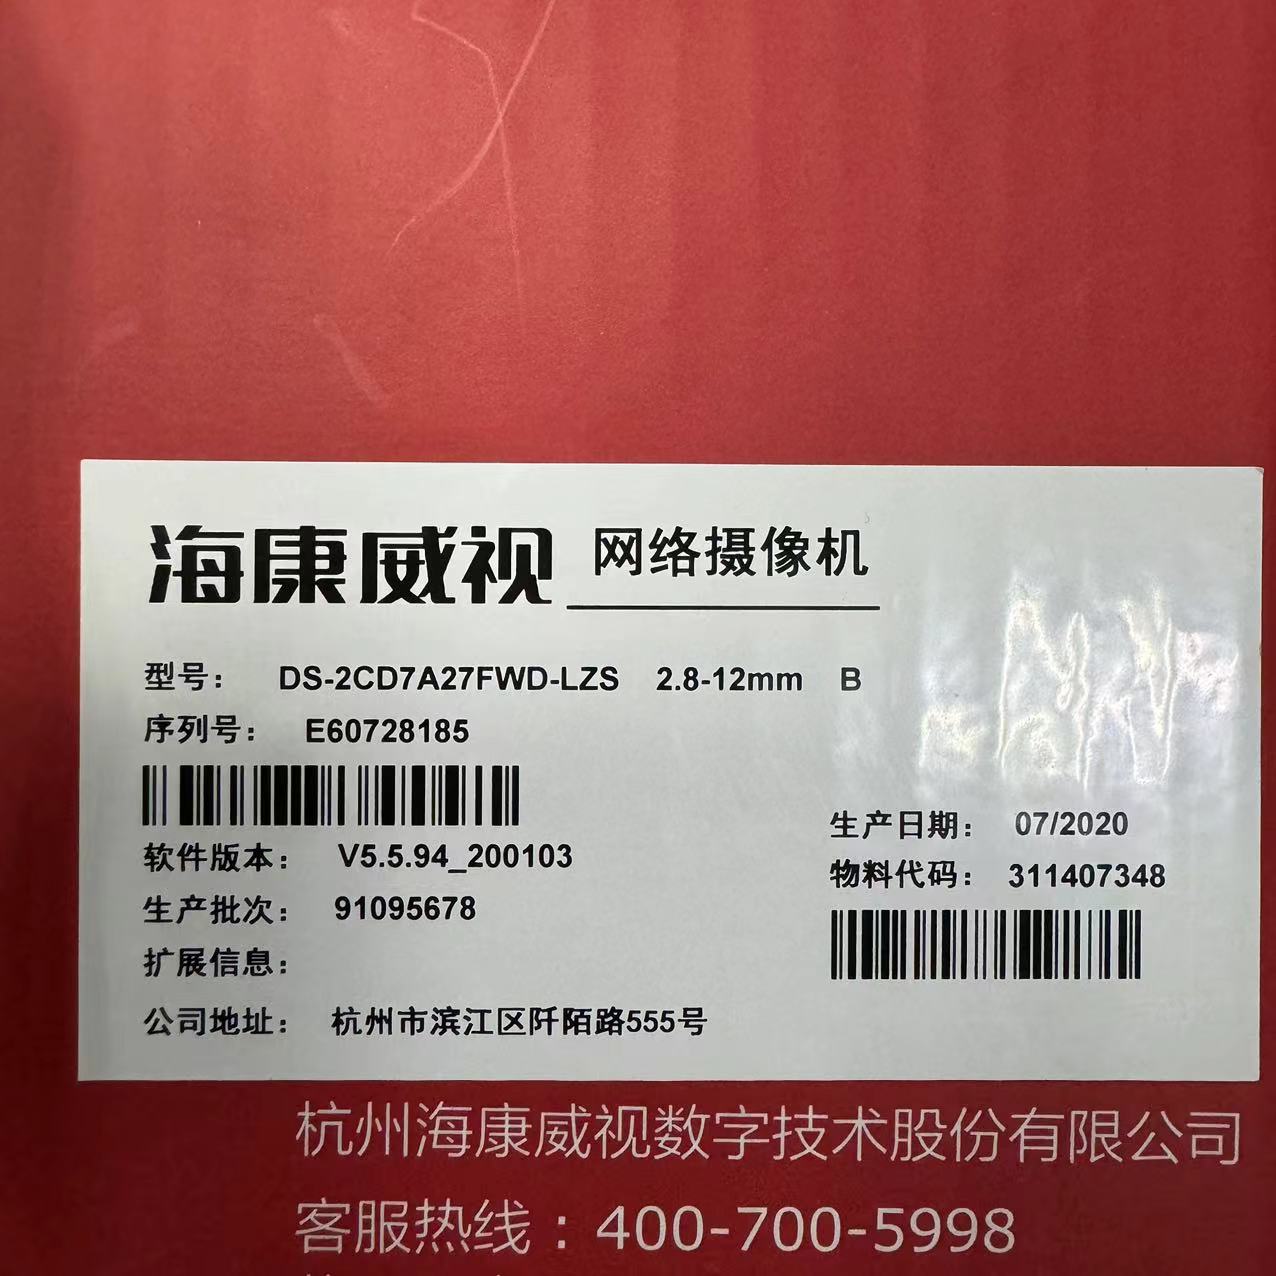 海康威视 网络摄像机
型号： DS-2CD7A27FWD-LZS 2.8-12mm B
序列号： E60728185
软件版本： V5.5.94_200103
生产批次： 91095678
扩展信息：
生产日期： 07/2020
物料代码： 311407348
公司地址： 杭州市滨江区阡陌路555号
杭州海康威视数字技术股份有限公司
客服热线：400-700-5998